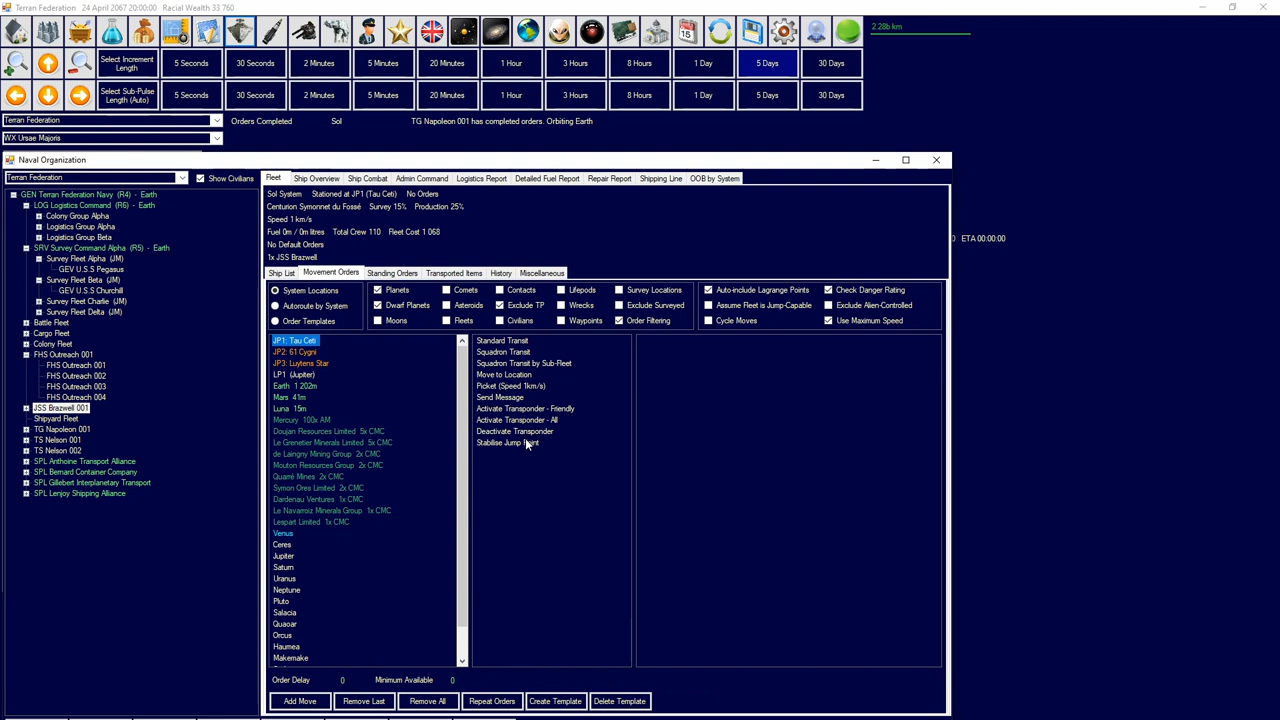 Terran Federation   24 April 2067 20:00:00   Racial Wealth 33 760
2.28b km
Select Increment Length
5 Seconds
30 Seconds
2 Minutes
5 Minutes
20 Minutes
1 Hour
3 Hours
8 Hours
1 Day
5 Days
30 Days
Select Sub-Pulse Length (Auto)
5 Seconds
30 Seconds
2 Minutes
5 Minutes
20 Minutes
1 Hour
3 Hours
8 Hours
1 Day
5 Days
30 Days
Terran Federation
Orders Completed   Sol   TG Napoleon 001 has completed orders. Orbiting Earth
WX Ursae Majoris
Naval Organization
Terran Federation
Show Civilians
GEN Terran Federation Navy (R4) - Earth
LOG Logistics Command (R6) - Earth
Colony Group Alpha
Logistics Group Alpha
Logistics Group Beta
SRV Survey Command Alpha (R5) - Earth
Survey Fleet Alpha (JM)
GEV U.S.S Pegasus
Survey Fleet Beta (JM)
GEV U.S.S Churchill
Survey Fleet Charlie (JM)
Survey Fleet Delta (JM)
Battle Fleet
Cargo Fleet
Colony Fleet
FHS Outreach 001
FHS Outreach 001
FHS Outreach 002
FHS Outreach 003
FHS Outreach 004
JSS Brazwell 001
Shipyard Fleet
TG Napoleon 001
TS Nelson 001
TS Nelson 002
SPL Anthoine Transport Alliance
SPL Bernard Container Company
SPL Gillebert Interplanetary Transport
SPL Lenjoy Shipping Alliance
Fleet
Ship Overview
Ship Combat
Admin Command
Logistics Report
Detailed Fuel Report
Repair Report
Shipping Line
OOB by System
Sol System   Stationed at JP1 (Tau Ceti)   No Orders
Centurion Symonnet du Fossé   Survey 15%   Production 25%
Speed 1 km/s
Fuel 0m / 0m litres   Total Crew 110   Fleet Cost 1 068
No Default Orders
1x JSS Brazwell
Ship List
Movement Orders
Standing Orders
Transported Items
History
Miscellaneous
System Locations
Autoroute by System
Order Templates
Planets
Comets
Contacts
Lifepods
Survey Locations
Dwarf Planets
Asteroids
Exclude TP
Wrecks
Exclude Surveyed
Moons
Fleets
Civilians
Waypoints
Order Filtering
Auto-include Lagrange Points
Check Danger Rating
Assume Fleet is Jump-Capable
Exclude Alien-Controlled
Cycle Moves
Use Maximum Speed
JP1: Tau Ceti
JP2: 61 Cygni
JP3: Luytens Star
LP1 (Jupiter)
Earth 1 202m
Mars 41m
Luna 15m
Mercury 100x AM
Doujan Resources Limited 5x CMC
Le Grenetier Minerals Limited 5x CMC
de Laingny Mining Group 2x CMC
Mouton Resources Group 2x CMC
Quarré Mines 2x CMC
Symon Ores Limited 2x CMC
Dardenau Ventures 1x CMC
Le Navarroiz Minerals Group 1x CMC
Lespart Limited 1x CMC
Venus
Ceres
Jupiter
Saturn
Uranus
Neptune
Pluto
Salacia
Quaoar
Orcus
Haumea
Makemake
Standard Transit
Squadron Transit
Squadron Transit by Sub-Fleet
Move to Location
Picket (Speed 1km/s)
Send Message
Activate Transponder - Friendly
Activate Transponder - All
Deactivate Transponder
Stabilise Jump Point
Order Delay   0   Minimum Available   0
Add Move
Remove Last
Remove All
Repeat Orders
Create Template
Delete Template
ETA 00:00:00